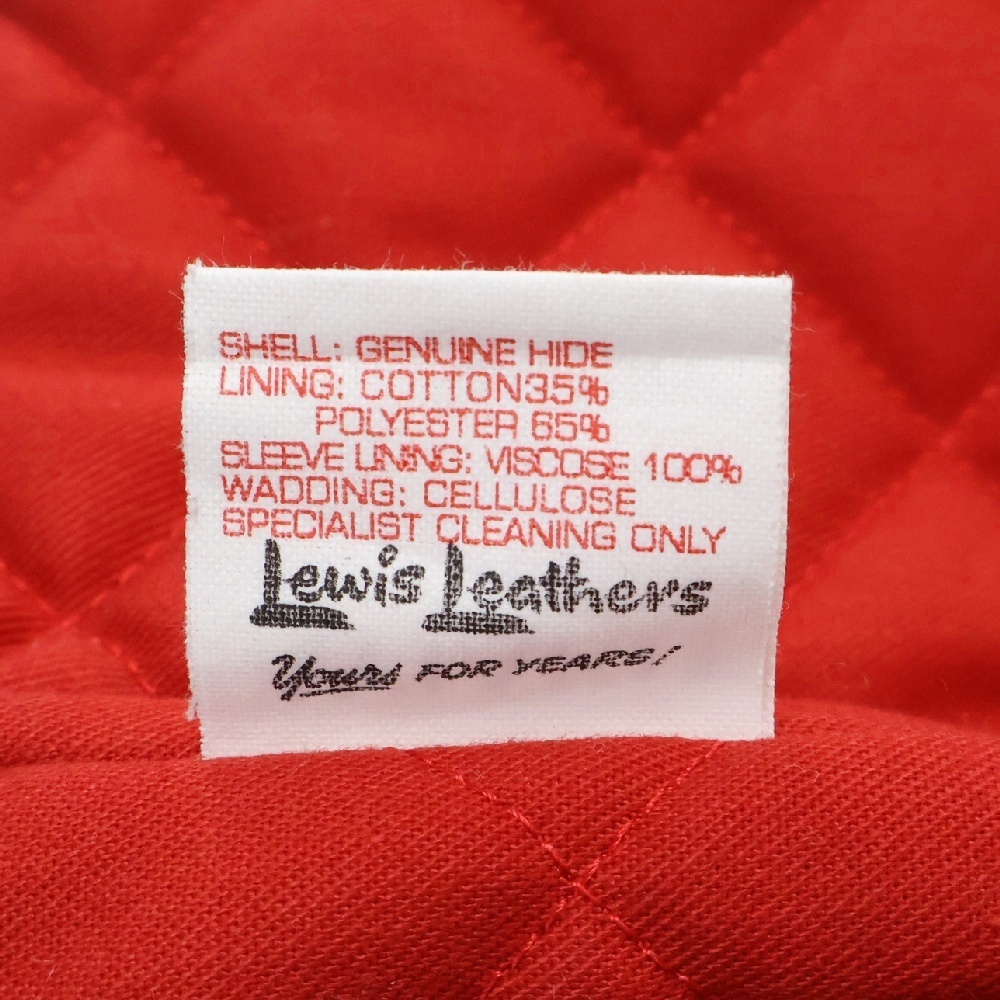 SHELL: GENUINE HIDE
LINING: COTTON35%
POLYESTER 65%
SLEEVE LINING: VISCOSE 100%
WADDING: CELLULOSE
SPECIALIST CLEANING ONLY
Lewis Leathers
Yours FOR YEARS!